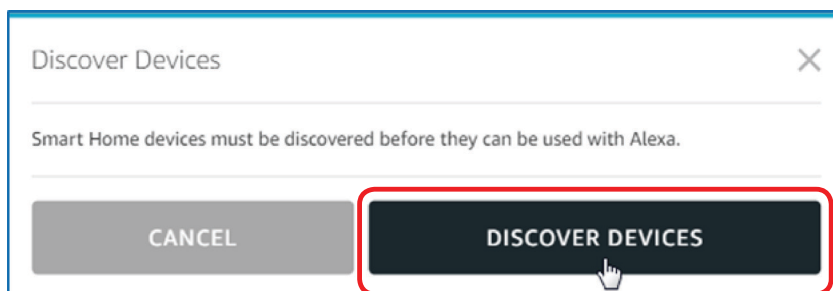 Discover Devices
Smart Home devices must be discovered before they can be used with Alexa.
CANCEL
DISCOVER DEVICES